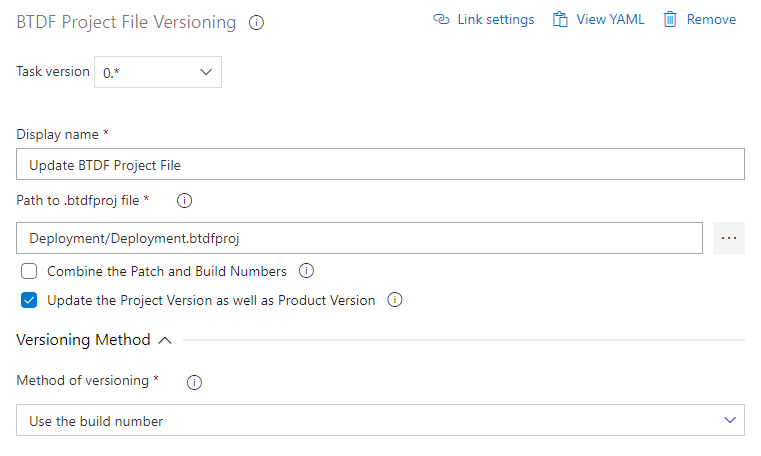 BTDF Project File Versioning
Link settings View YAML Remove
Task version 0.*
Display name *
Update BTDF Project File
Path to .btdfproj file *
Deployment/Deployment.btdfproj
...
Combine the Patch and Build Numbers
Update the Project Version as well as Product Version
Versioning Method
Method of versioning *
Use the build number